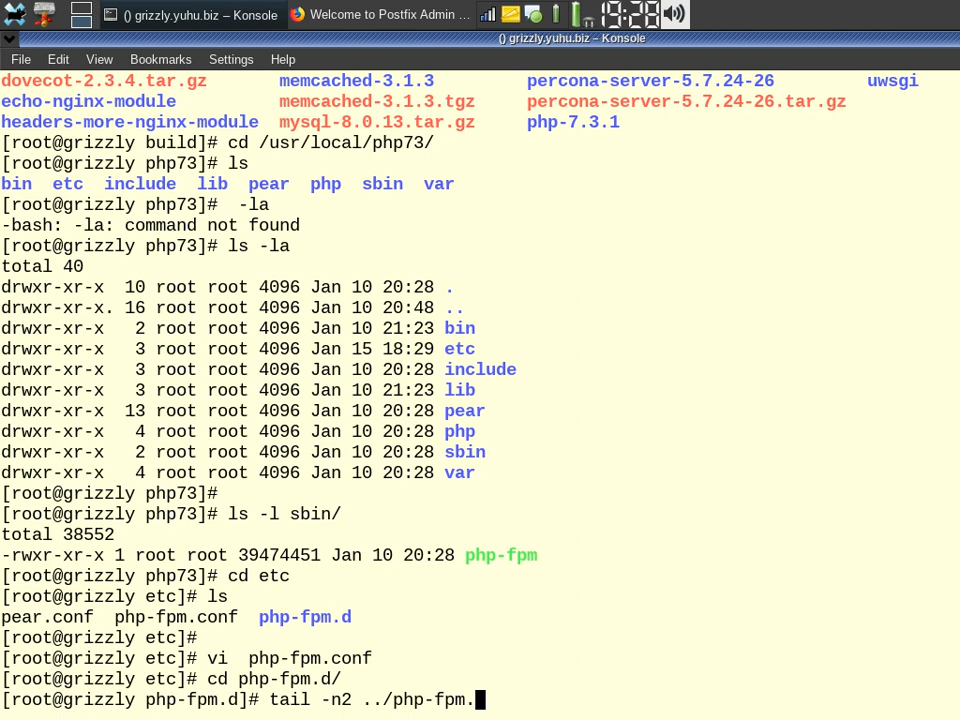 () grizzly.yuhu.biz – Konsole Welcome to Postfix Admin ... 19:28
() grizzly.yuhu.biz – Konsole
File Edit View Bookmarks Settings Help
dovecot-2.3.4.tar.gz memcached-3.1.3 percona-server-5.7.24-26 uwsgi
echo-nginx-module memcached-3.1.3.tgz percona-server-5.7.24-26.tar.gz
headers-more-nginx-module mysql-8.0.13.tar.gz php-7.3.1
[root@grizzly build]# cd /usr/local/php73/
[root@grizzly php73]# ls
bin etc include lib pear php sbin var
[root@grizzly php73]#  -la
-bash: -la: command not found
[root@grizzly php73]# ls -la
total 40
drwxr-xr-x  10 root root 4096 Jan 10 20:28 .
drwxr-xr-x. 16 root root 4096 Jan 10 20:48 ..
drwxr-xr-x   2 root root 4096 Jan 10 21:23 bin
drwxr-xr-x   3 root root 4096 Jan 15 18:29 etc
drwxr-xr-x   3 root root 4096 Jan 10 20:28 include
drwxr-xr-x   3 root root 4096 Jan 10 21:23 lib
drwxr-xr-x  13 root root 4096 Jan 10 20:28 pear
drwxr-xr-x   4 root root 4096 Jan 10 20:28 php
drwxr-xr-x   2 root root 4096 Jan 10 20:28 sbin
drwxr-xr-x   4 root root 4096 Jan 10 20:28 var
[root@grizzly php73]#
[root@grizzly php73]# ls -l sbin/
total 38552
-rwxr-xr-x 1 root root 39474451 Jan 10 20:28 php-fpm
[root@grizzly php73]# cd etc
[root@grizzly etc]# ls
pear.conf  php-fpm.conf  php-fpm.d
[root@grizzly etc]#
[root@grizzly etc]# vi  php-fpm.conf
[root@grizzly etc]# cd php-fpm.d/
[root@grizzly php-fpm.d]# tail -n2 ../php-fpm.